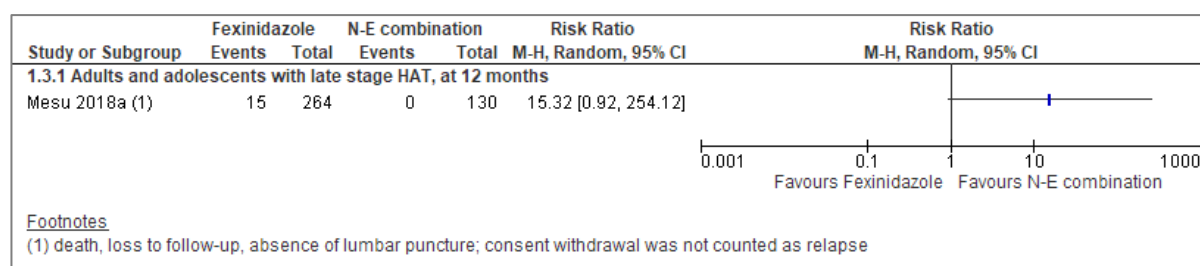 Fexinidazole N-E combination Risk Ratio Risk Ratio
Study or Subgroup Events Total Events Total M-H, Random, 95% CI M-H, Random, 95% CI
1.3.1 Adults and adolescents with late stage HAT, at 12 months
Mesu 2018a (1) 15 264 0 130 15.32 [0.92, 254.12]
0.001 0.1 1 10 1000
Favours Fexinidazole Favours N-E combination
Footnotes
(1) death, loss to follow-up, absence of lumbar puncture; consent withdrawal was not counted as relapse